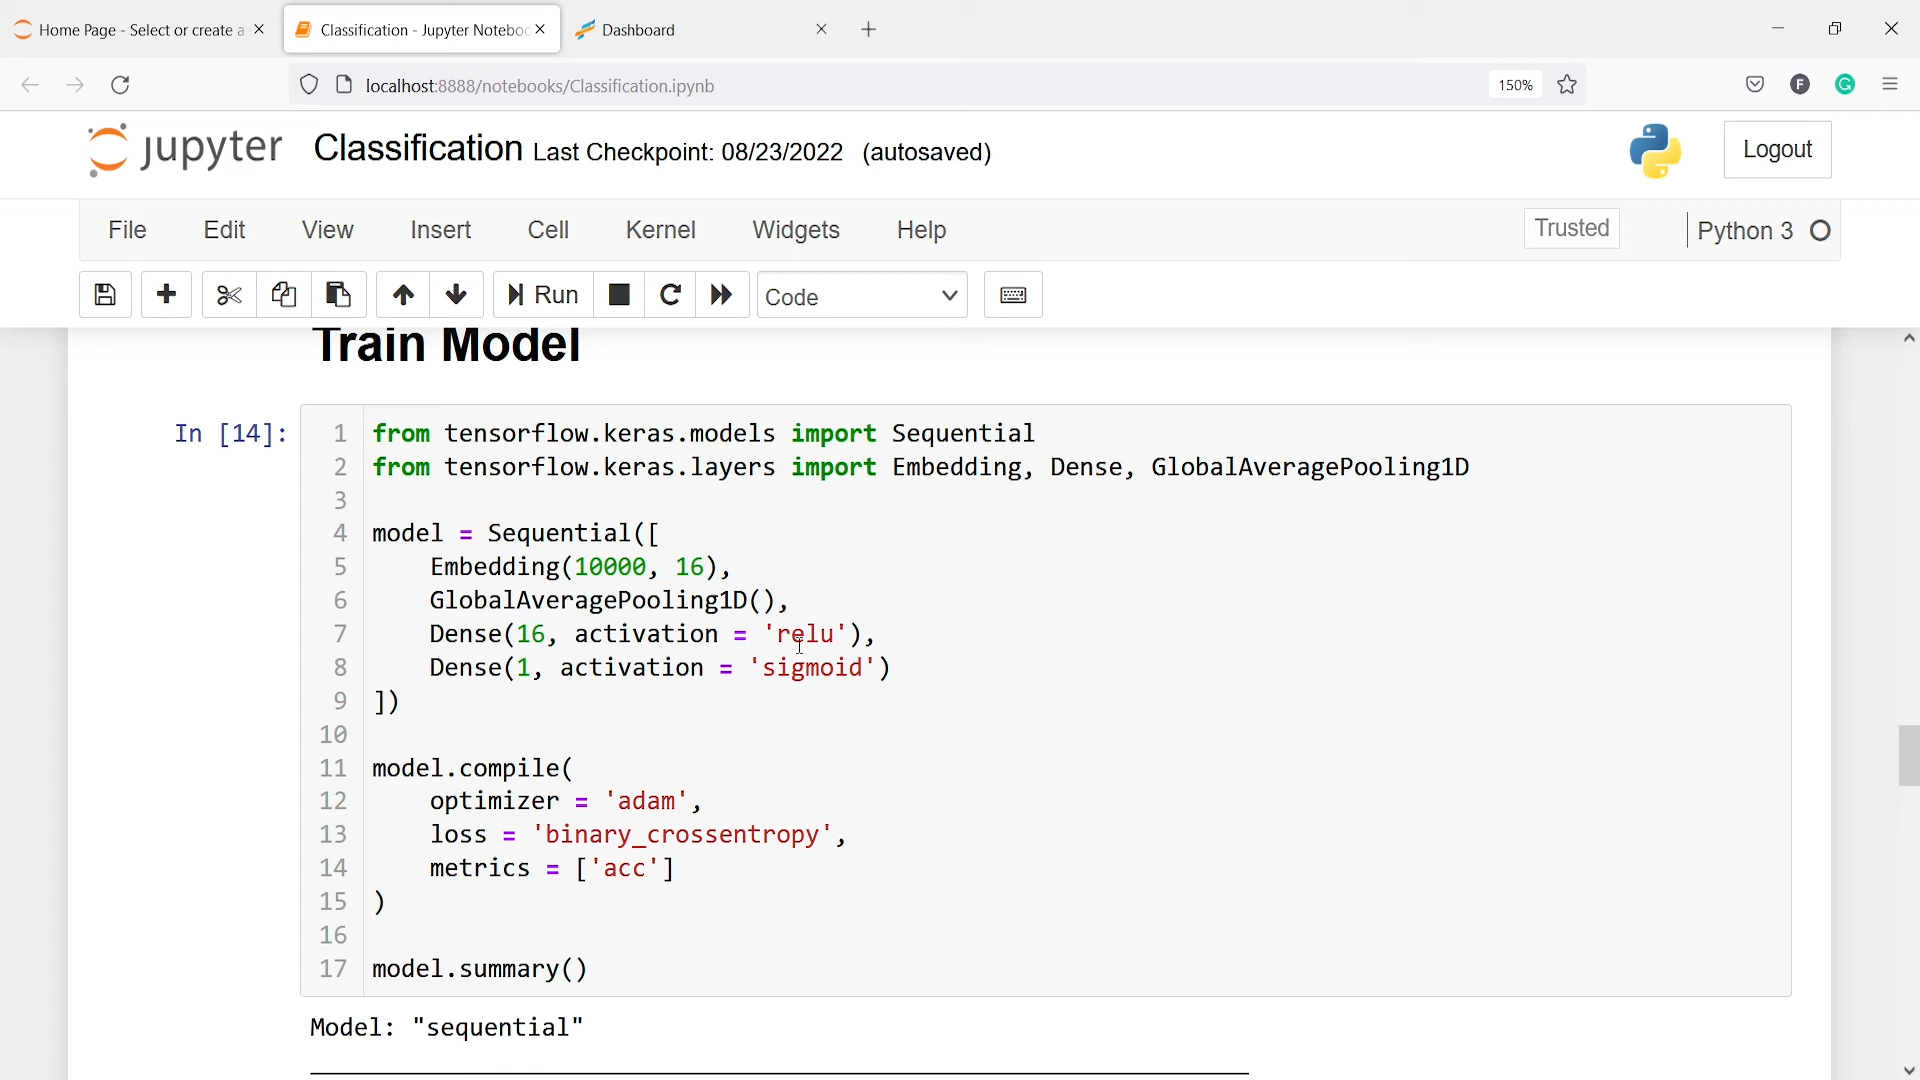 Home Page - Select or create a
Classification - Jupyter Noteboo
Dashboard
localhost:8888/notebooks/Classification.ipynb
150%
F
G
jupyter Classification Last Checkpoint: 08/23/2022 (autosaved)
Logout
File Edit View Insert Cell Kernel Widgets Help
Trusted
Python 3
Run
Code
Train Model
In [14]:
1 from tensorflow.keras.models import Sequential
2 from tensorflow.keras.layers import Embedding, Dense, GlobalAveragePooling1D
3
4 model = Sequential([
5     Embedding(10000, 16),
6     GlobalAveragePooling1D(),
7     Dense(16, activation = 'relu'),
8     Dense(1, activation = 'sigmoid')
9 ])
10
11 model.compile(
12     optimizer = 'adam',
13     loss = 'binary_crossentropy',
14     metrics = ['acc']
15 )
16
17 model.summary()
Model: "sequential"